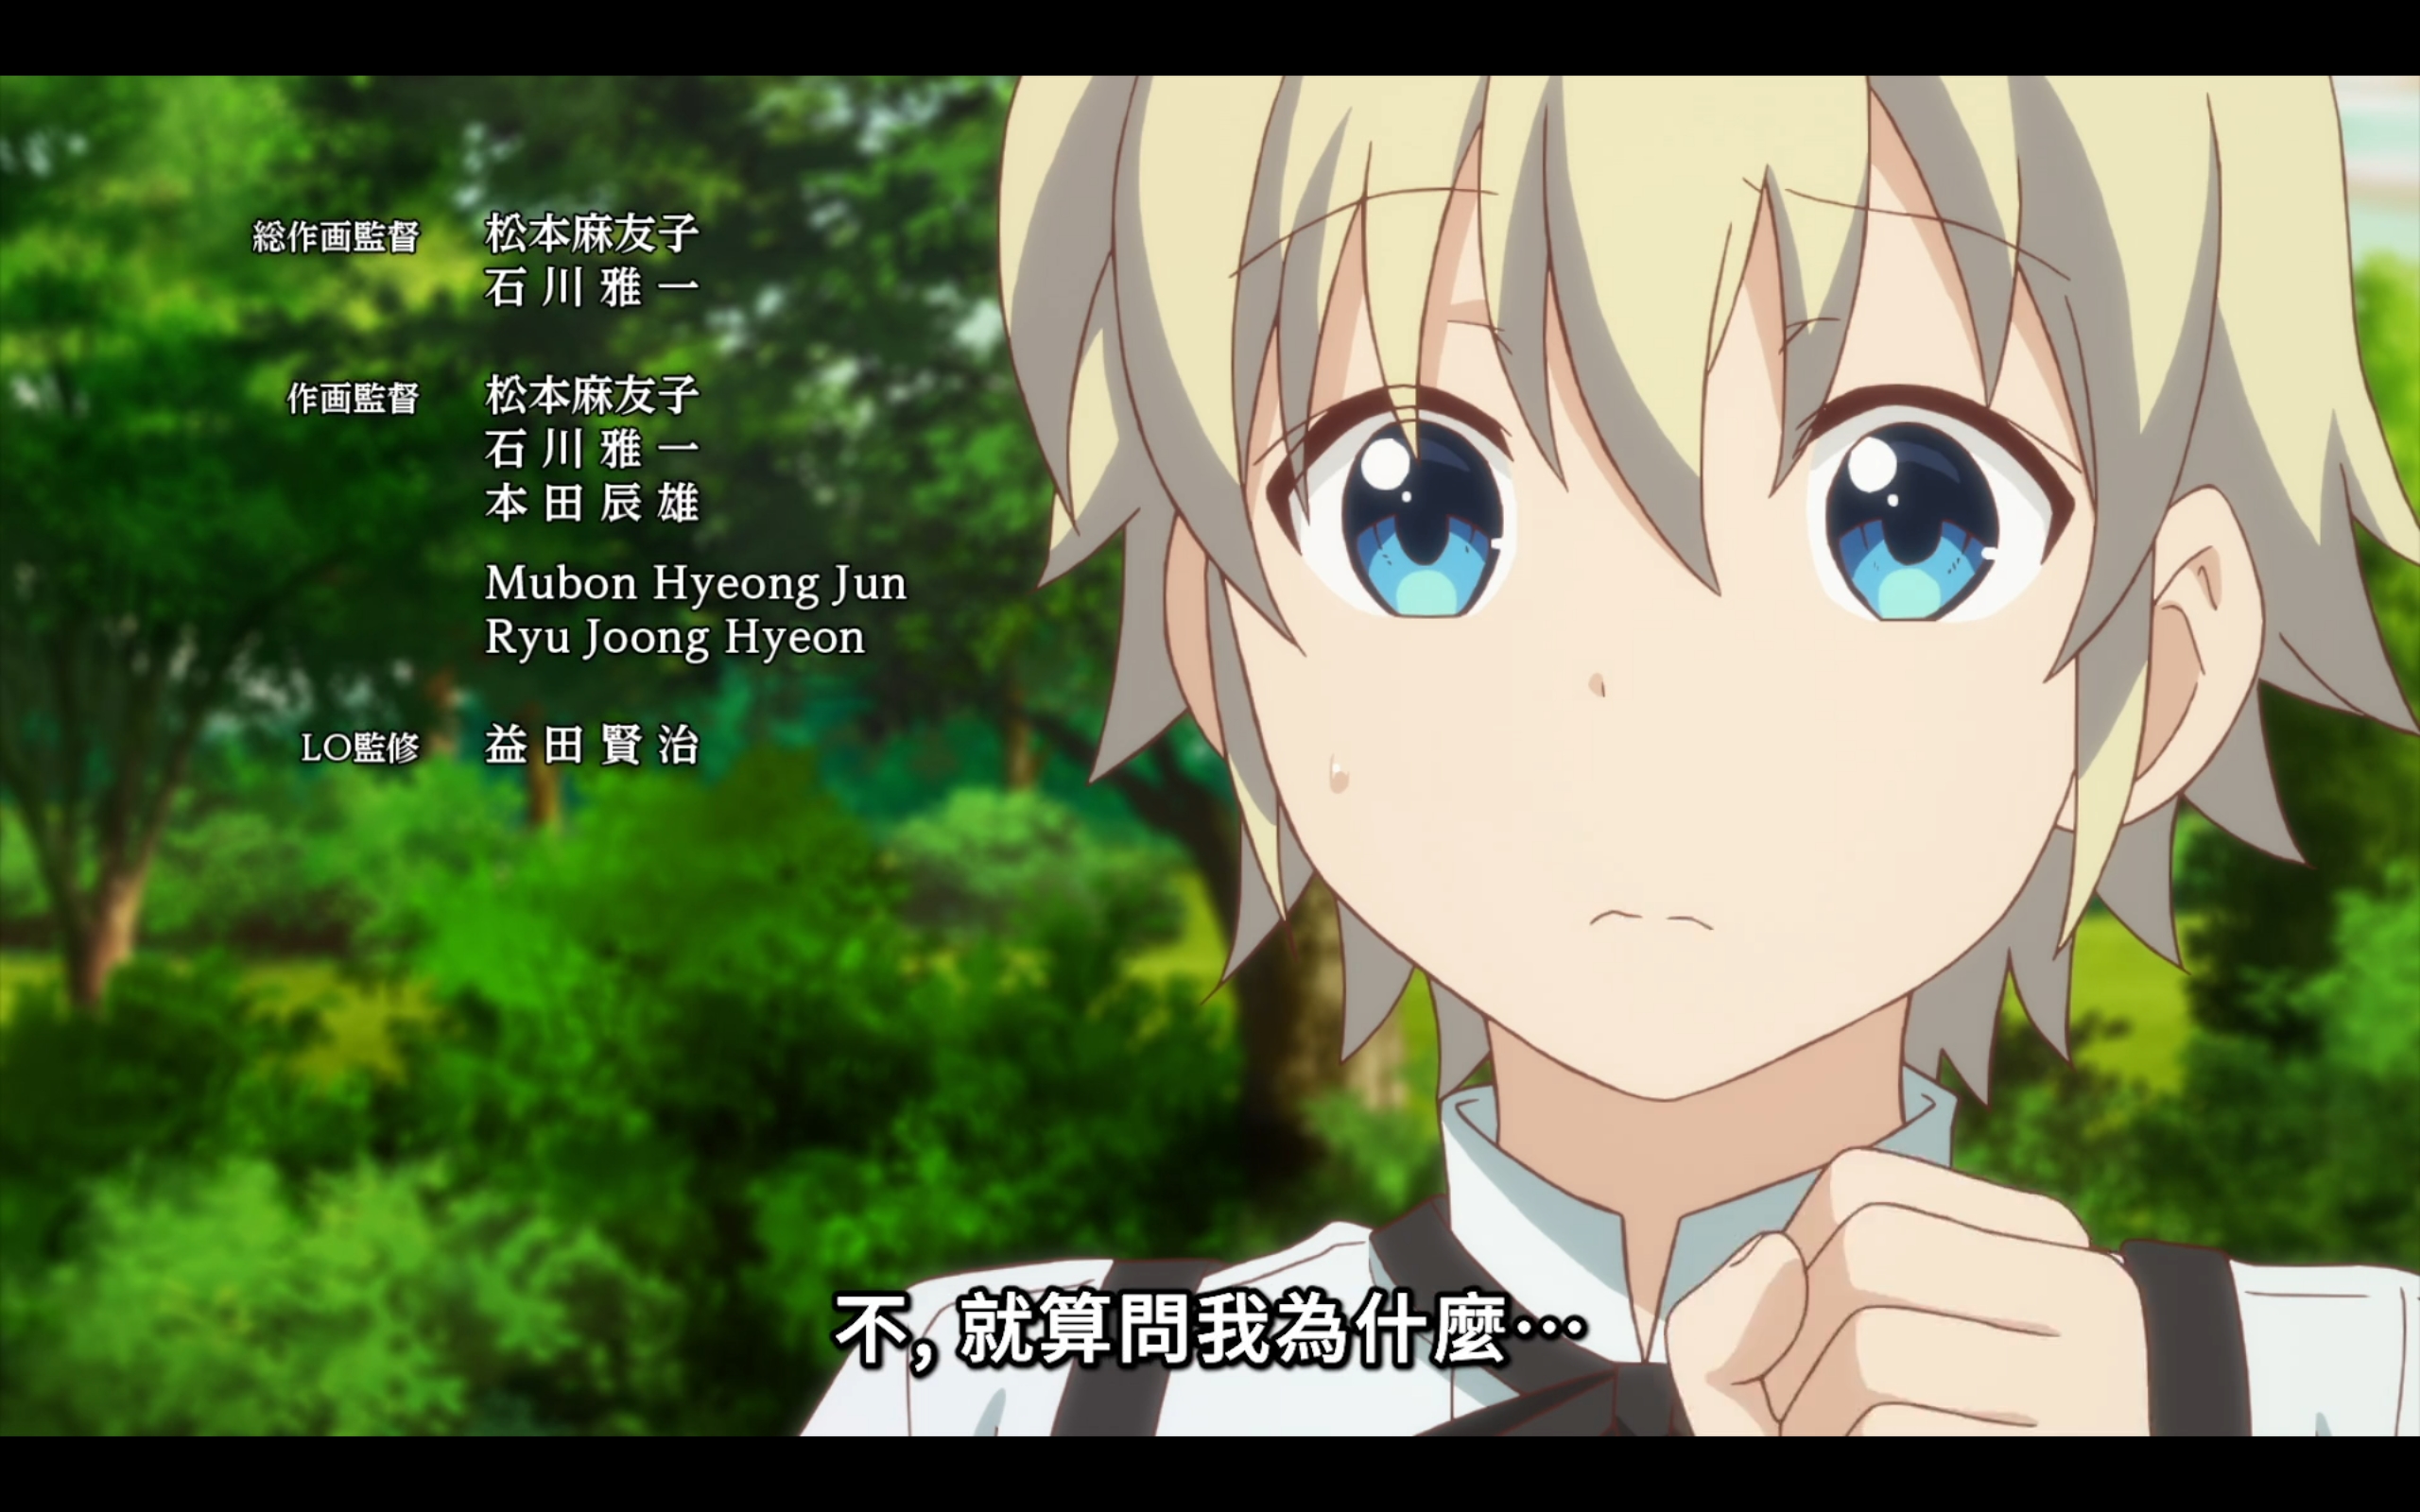 総作画監督 松本麻友子
石川雅一
作画監督 松本麻友子
石川雅一
本田辰雄
Mubon Hyeong Jun
Ryu Joong Hyeon
LO監修 益田賢治
不, 就算問我為什麼…